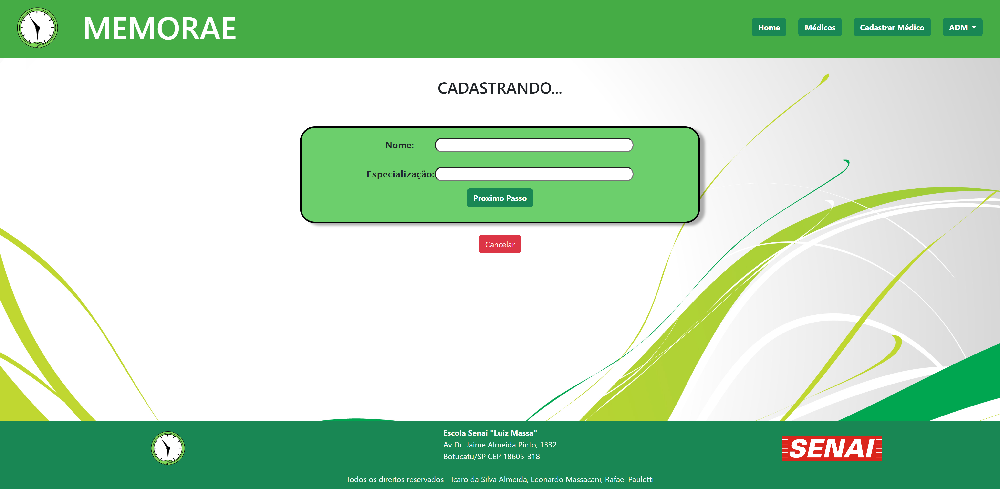 MEMORAE
Home
Médicos
Cadastrar Médico
ADM
CADASTRANDO...
Nome:
Especialização:
Proximo Passo
Cancelar
Escola Senai "Luiz Massa"
Av Dr. Jaime Almeida Pinto, 1332
Botucatu/SP CEP 18605-318
SENAI
Todos os direitos reservados - Icaro da Silva Almeida, Leonardo Massacani, Rafael Pauletti